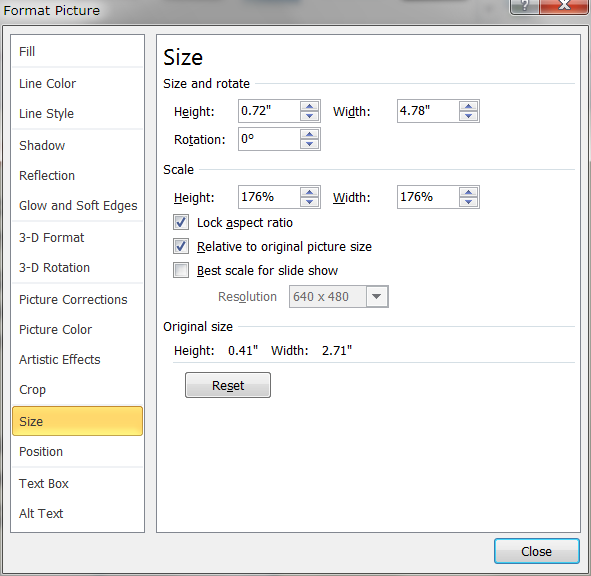 Format Picture
?
Fill
Line Color
Line Style
Shadow
Reflection
Glow and Soft Edges
3-D Format
3-D Rotation
Picture Corrections
Picture Color
Artistic Effects
Crop
Size
Position
Text Box
Alt Text
Size
Size and rotate
Height: 0.72" Width: 4.78"
Rotation: 0°
Scale
Height: 176% Width: 176%
Lock aspect ratio
Relative to original picture size
Best scale for slide show
Resolution 640 x 480
Original size
Height: 0.41" Width: 2.71"
Reset
Close